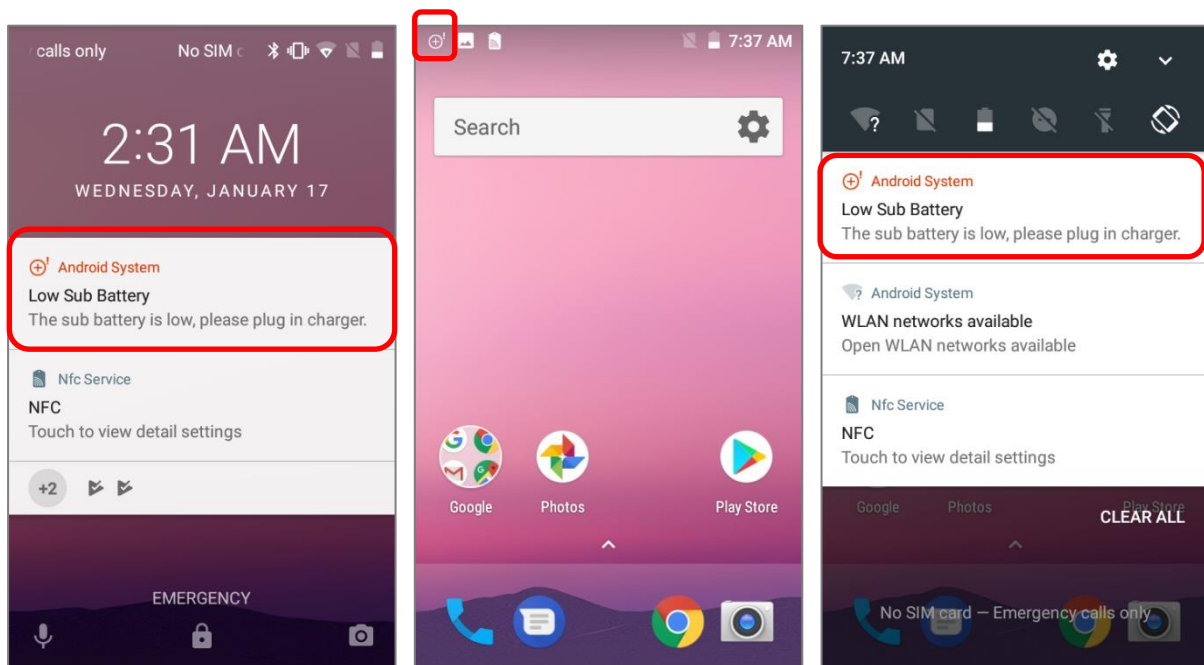 calls only No SIM c
2:31 AM
WEDNESDAY, JANUARY 17
Android System
Low Sub Battery
The sub battery is low, please plug in charger.
Nfc Service
NFC
Touch to view detail settings
+2
EMERGENCY
7:37 AM
Search
Google Photos Play Store
7:37 AM
Android System
Low Sub Battery
The sub battery is low, please plug in charger.
Android System
WLAN networks available
Open WLAN networks available
Nfc Service
NFC
Touch to view detail settings
Google Photos Play Store
CLEAR ALL
No SIM card — Emergency calls only